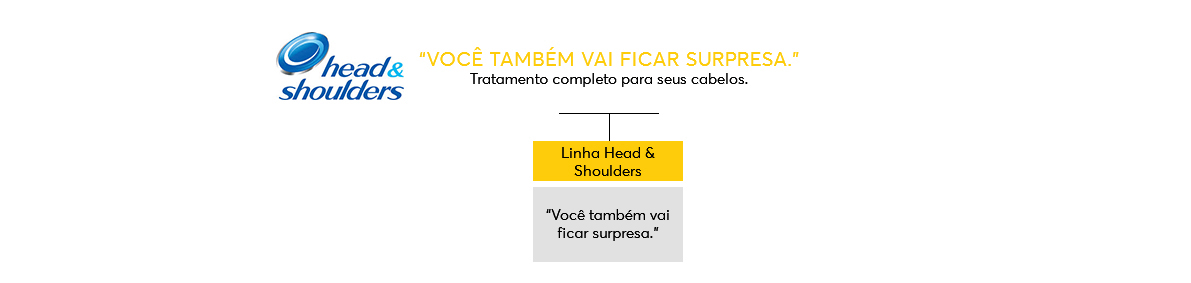 head&
shoulders
“VOCÊ TAMBÉM VAI FICAR SURPRESA.”
Tratamento completo para seus cabelos.
Linha Head &
Shoulders
“Você também vai
ficar surpresa.”